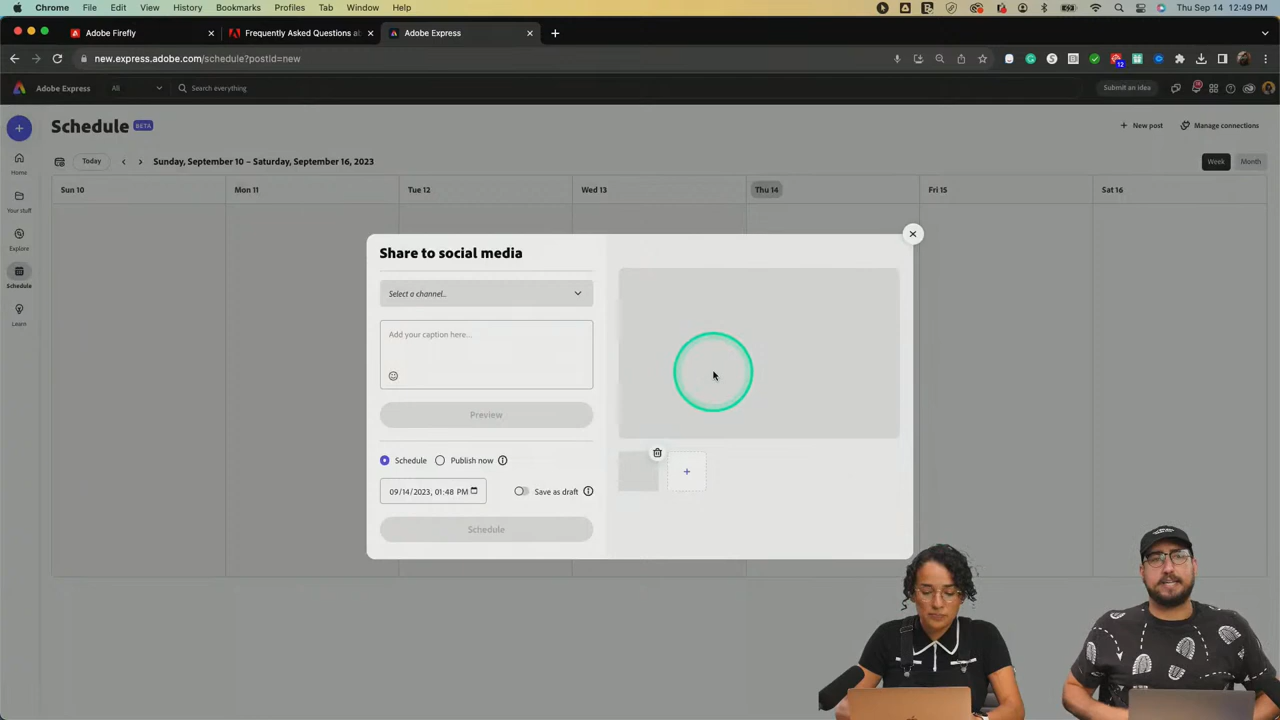 Chrome File Edit View History Bookmarks Profiles Tab Window Help Thu Sep 14 12:49 PM
Adobe Firefly Frequently Asked Questions a Adobe Express
new.express.adobe.com/schedule?postId=new
12
Adobe Express All Search everything Submit an idea
Schedule BETA New post Manage connections
Today Sunday, September 10 – Saturday, September 16, 2023 Week Month
Sun 10 Mon 11 Tue 12 Wed 13 Thu 14 Fri 15 Sat 16
Home
Your stuff
Explore
Schedule
Learn
Share to social media
Select a channel..
Add your caption here...
Preview
Schedule Publish now
09/14/2023, 01:48 PM Save as draft
Schedule